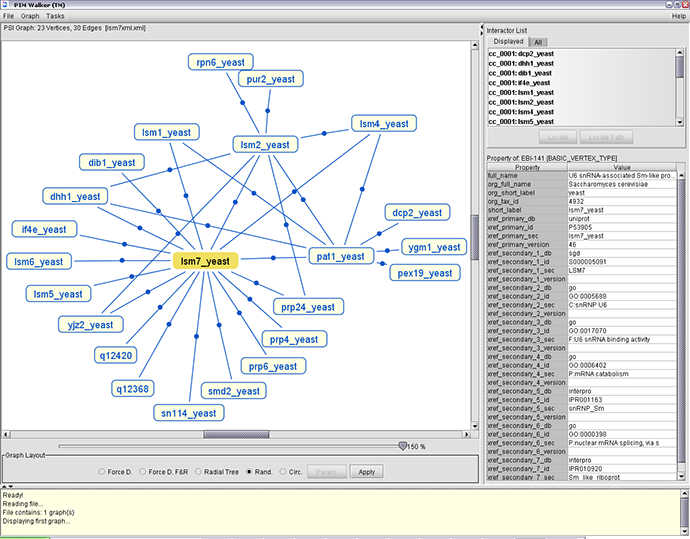 PIM Walker (TM)
File Graph Tasks
PSI Graph: 23 Vertices, 30 Edges [lsm7xml.xml]
rpn6_yeast
pur2_yeast
lsm1_yeast
lsm4_yeast
lsm2_yeast
dib1_yeast
dhh1_yeast
dcp2_yeast
if4e_yeast
ygm1_yeast
lsm6_yeast
lsm7_yeast
pat1_yeast
pex19_yeast
lsm5_yeast
prp24_yeast
yjz2_yeast
prp4_yeast
q12420
prp6_yeast
q12368
smd2_yeast
sn114_yeast
150 %
Graph Layout
Force D. Force D. F&R Radial Tree Rand. Circ. Param. Apply
Interactor List
Displayed All
cc_0001: dcp2_yeast
cc_0001: dhh1_yeast
cc_0001: dib1_yeast
cc_0001: if4e_yeast
cc_0001: lsm1_yeast
cc_0001: lsm2_yeast
cc_0001: lsm4_yeast
cc_0001: lsm5_yeast
Locate Locate Path
Property of: EBI-141 [BASIC_VERTEX_TYPE]
Property Value
full_name U6 snRNA-associated Sm-like pro...
org_full_name Saccharomyces cerevisiae
org_short_label yeast
org_tax_id 4932
short_label lsm7_yeast
xref_primary_db uniprot
xref_primary_id P53905
xref_primary_sec lsm7_yeast
xref_primary_version 46
xref_secondary_1_db sgd
xref_secondary_1_id S000005091
xref_secondary_1_sec LSM7
xref_secondary_1_version
xref_secondary_2_db go
xref_secondary_2_id GO:0005688
xref_secondary_2_sec C:snRNP U6
xref_secondary_2_version
xref_secondary_3_db go
xref_secondary_3_id GO:0017070
xref_secondary_3_sec F:U6 snRNA binding activity
xref_secondary_3_version
xref_secondary_4_db go
xref_secondary_4_id GO:0006402
xref_secondary_4_sec P:mRNA catabolism
xref_secondary_4_version
xref_secondary_5_db interpro
xref_secondary_5_id IPR001163
xref_secondary_5_sec snRNP_Sm
xref_secondary_5_version
xref_secondary_6_db go
xref_secondary_6_id GO:0000398
xref_secondary_6_sec P:nuclear mRNA splicing, via s
xref_secondary_6_version
xref_secondary_7_db interpro
xref_secondary_7_id IPR010920
xref_secondary_7_sec Sm_like_riboprot
Ready!
Reading file...
File contains: 1 graph(s)
Displaying first graph...